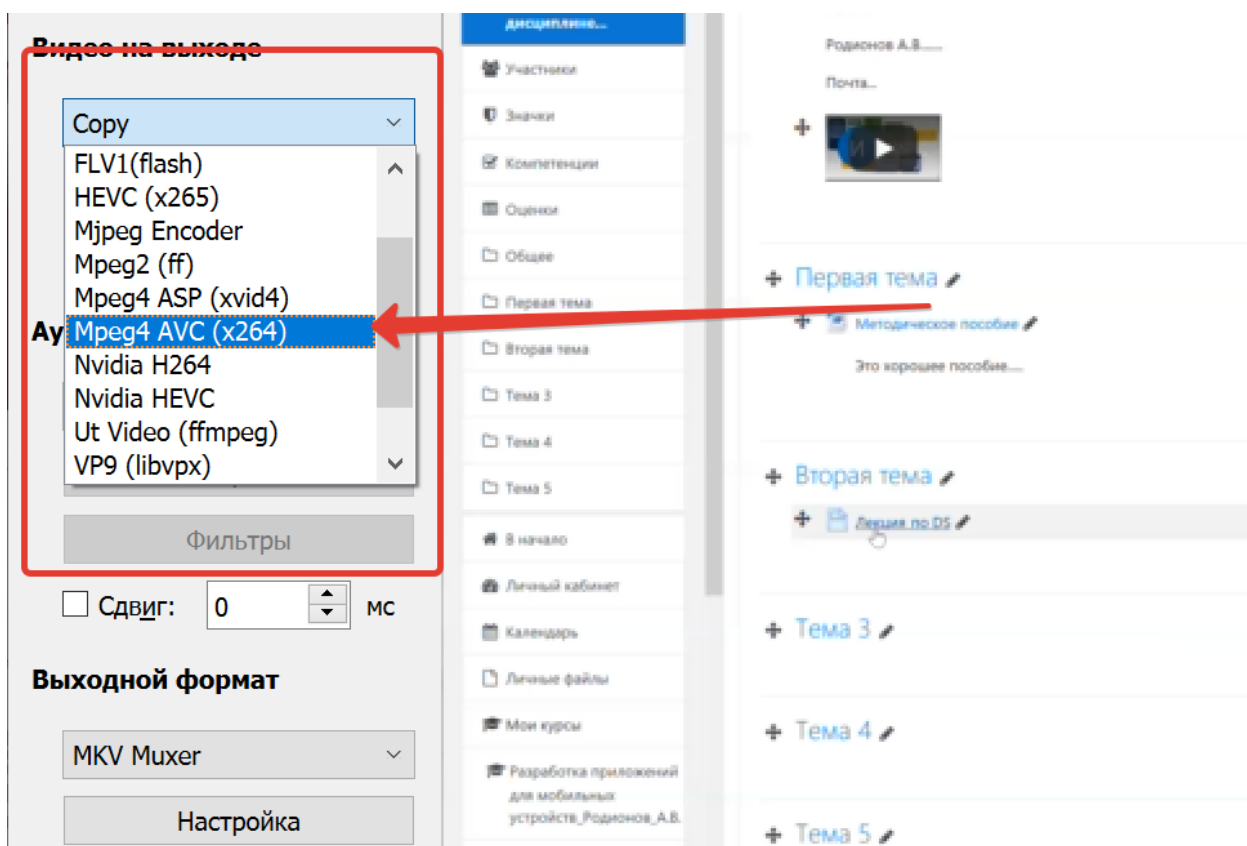 Видео на выходе
Copy
FLV1(flash)
HEVC (x265)
Mjpeg Encoder
Mpeg2 (ff)
Mpeg4 ASP (xvid4)
Ау
Mpeg4 AVC (x264)
Nvidia H264
Nvidia HEVC
Ut Video (ffmpeg)
VP9 (libvpx)
Фильтры
Сдвиг:
0
мс
Выходной формат
MKV Muxer
Настройка
дисциплине...
Участники
Значки
Компетенции
Оценки
Общее
Первая тема
Вторая тема
Тема 3
Тема 4
Тема 5
В начало
Личный кабинет
Календарь
Личные файлы
Мои курсы
Разработка приложений
для мобильных
устройств_Родионов_А.В.
Родионов А.В......
Почта...
И
Первая тема
Методическое пособие
Это хорошее пособие....
Вторая тема
Лекция по DS
Тема 3
Тема 4
Тема 5